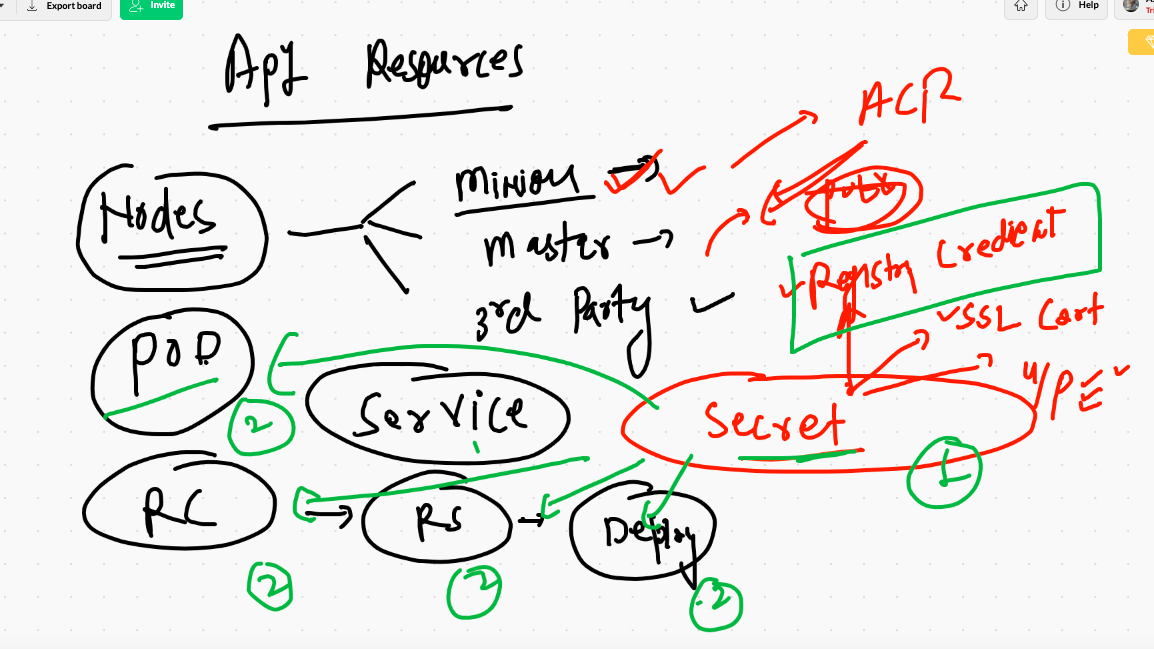 Export board
Invite
Help
Tri
API Resources
ACR
Minion
Nodes
Master
3rd Party
Registry Credient
SSL Cert
U/P
POD
2
Service
Secret
1
RC
RS
Deploy
2
2
2